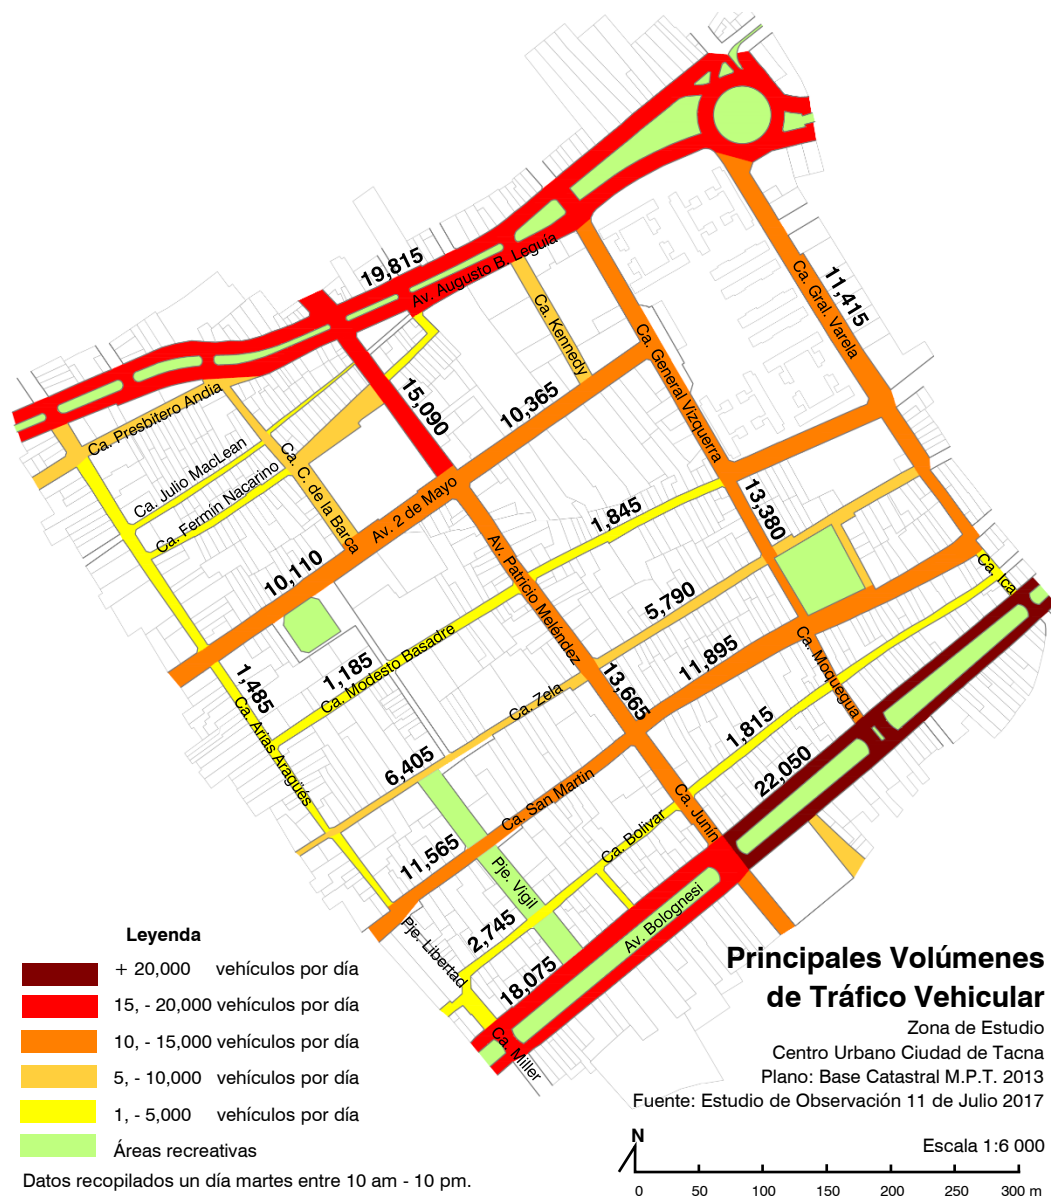 19,815
Av. Augusto B. Leguía
Ca. Gral. Varela
11,415
Ca. Kennedy
Ca. General Vizquerra
Ca. Presbitero Andia
15,090
10,365
Ca. Julio MacLean
Ca. C. de la Barca
Ca. Fermin Nacarino
Av. 2 de Mayo
13,380
1,845
10,110
Av. Patricio Meléndez
Ca. Ica
5,790
1,185
Ca. Modesto Basadre
11,895
Ca. Moquegua
1,485
Ca. Arias Aragüés
Ca. Zela
13,665
1,815
6,405
22,050
Ca. San Martin
Ca. Junin
11,565
Ca. Bolivar
Pje. Vigil
Pje. Libertad
2,745
Av. Bolognesi
18,075
Ca. Miller
Leyenda
+ 20,000 vehículos por día
15, - 20,000 vehículos por día
10, - 15,000 vehículos por día
5, - 10,000 vehículos por día
1, - 5,000 vehículos por día
Áreas recreativas
Datos recopilados un día martes entre 10 am - 10 pm.
Principales Volúmenes
de Tráfico Vehicular
Zona de Estudio
Centro Urbano Ciudad de Tacna
Plano: Base Catastral M.P.T. 2013
Fuente: Estudio de Observación 11 de Julio 2017
N
Escala 1:6 000
0 50 100 150 200 250 300 m